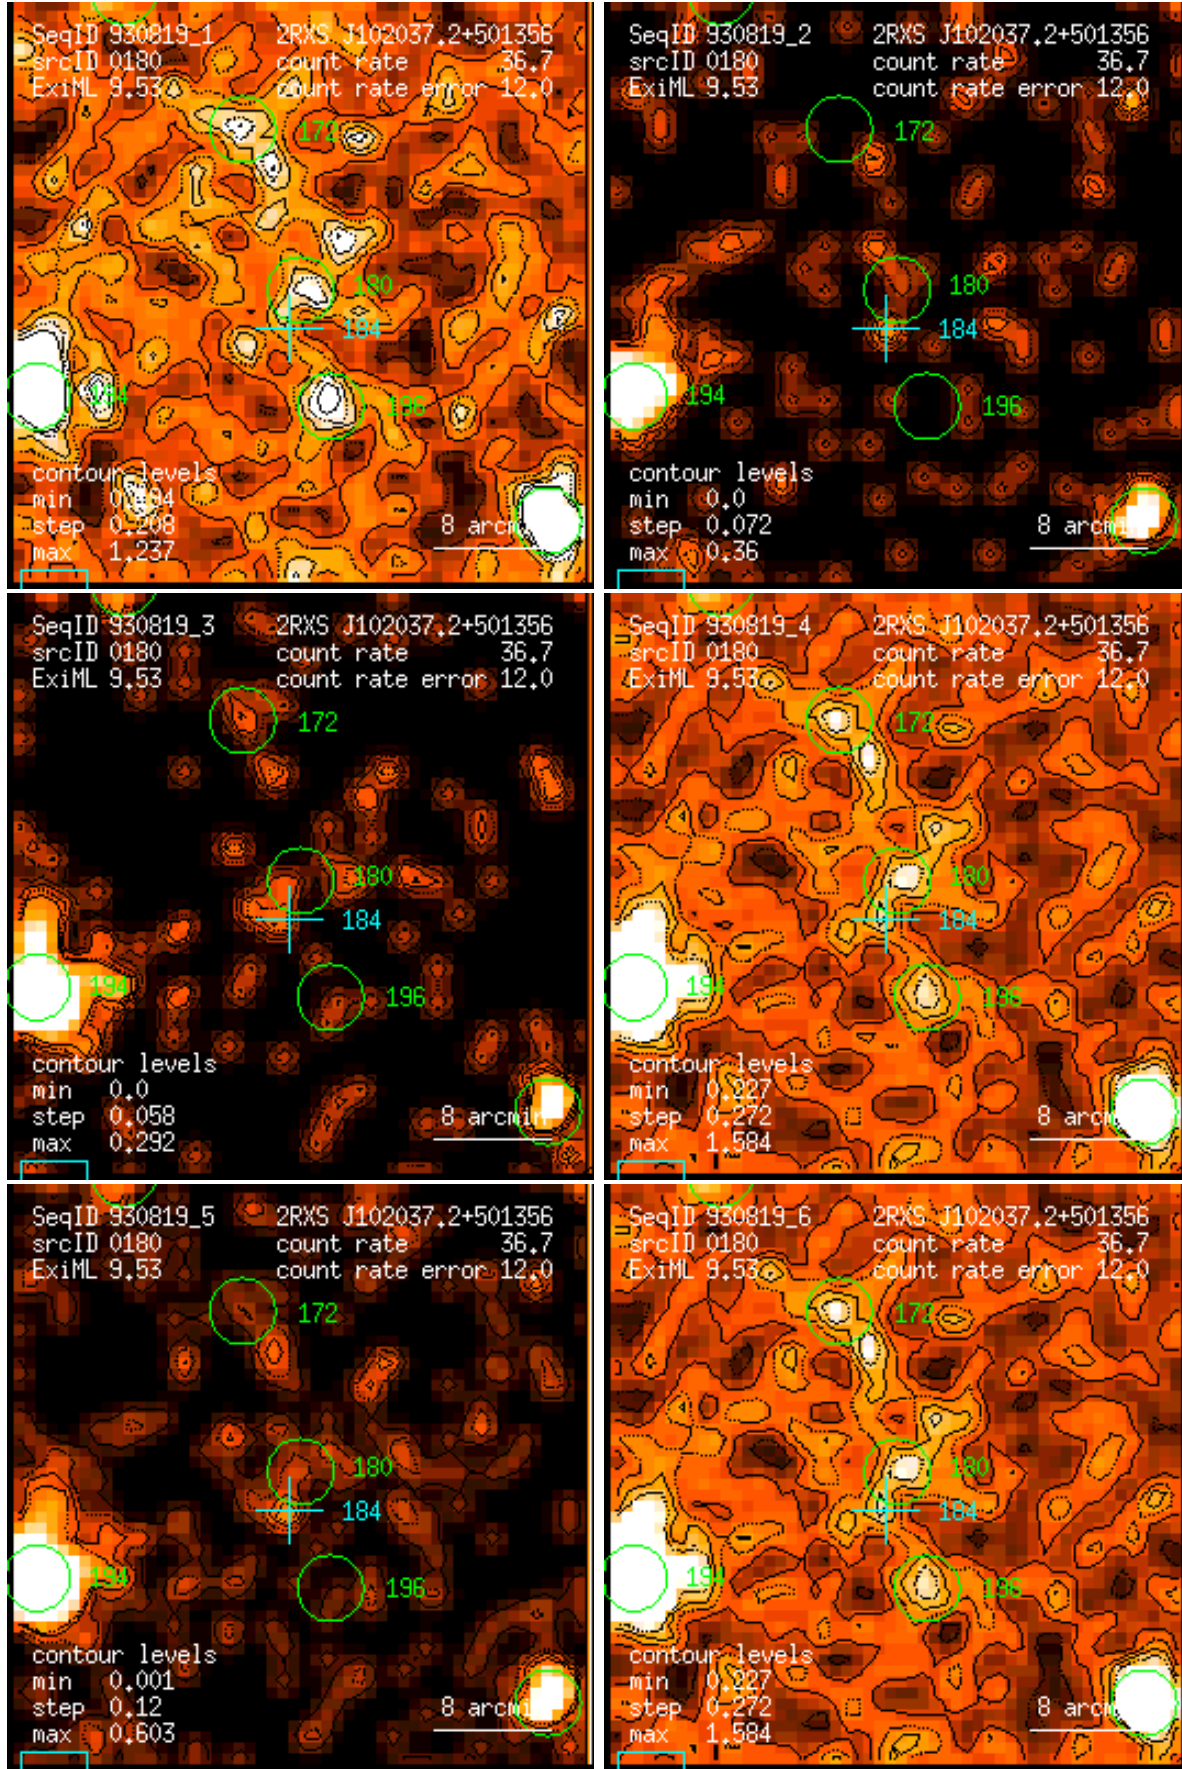 SeqID 930819_1 2RXS J102037.2+501356
srcID 0180 count rate 36.7
ExiML 9.53 count rate error 12.0
172
180
184
194
196
contour levels
min
step 0.208
max 1.237
8 arcmin
SeqID 930819_2 2RXS J102037.2+501356
srcID 0180 count rate 36.7
ExiML 9.53 count rate error 12.0
172
180
184
194
196
contour levels
min 0.0
step 0.072
max 0.36
8 arcmin
SeqID 930819_3 2RXS J102037.2+501356
srcID 0180 count rate 36.7
ExiML 9.53 count rate error 12.0
172
180
184
194
196
contour levels
min 0.0
step 0.058
max 0.292
8 arcmin
SeqID 930819_4 2RXS J102037.2+501356
srcID 0180 count rate 36.7
ExiML 9.53 count rate error 12.0
172
180
184
194
196
contour levels
min 0.227
step 0.272
max 1.584
8 arcmin
SeqID 930819_5 2RXS J102037.2+501356
srcID 0180 count rate 36.7
ExiML 9.53 count rate error 12.0
172
180
184
194
196
contour levels
min 0.001
step 0.12
max 0.603
8 arcmin
SeqID 930819_6 2RXS J102037.2+501356
srcID 0180 count rate 36.7
ExiML 9.53 count rate error 12.0
172
180
184
194
196
contour levels
min 0.227
step 0.272
max 1.584
8 arcmin